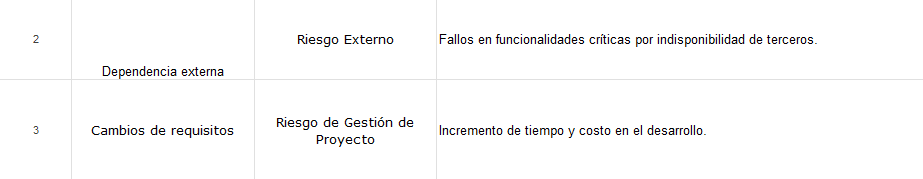 2
Dependencia externa
Riesgo Externo
Fallos en funcionalidades críticas por indisponibilidad de terceros.
3
Cambios de requisitos
Riesgo de Gestión de
Proyecto
Incremento de tiempo y costo en el desarrollo.